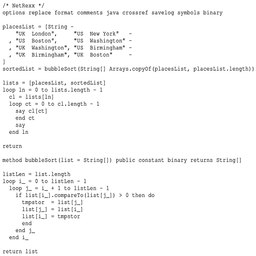 /* NetRexx */
options replace format comments java crossref savelog symbols binary
placesList = [String -
"UK London", "US New York" -
, "US Boston", "US Washington" -
, "UK Washington", "US Birmingham" -
, "UK Birmingham", "UK Boston" -
]
sortedList = bubbleSort(String[] Arrays.copyOf(placesList, placesList.length))
lists = [placesList, sortedList]
loop ln = 0 to lists.length - 1
cl = lists[ln]
loop ct = 0 to cl.length - 1
say cl[ct]
end ct
say
end ln
return
method bubbleSort(list = String[]) public constant binary returns String[]
listLen = list.length
loop i_ = 0 to listLen - 1
loop j_ = i_ + 1 to listLen - 1
if list[i_].compareTo(list[j_]) > 0 then do
tmpstor = list[j_]
list[j_] = list[i_]
list[i_] = tmpstor
end
end j_
end i_
return list